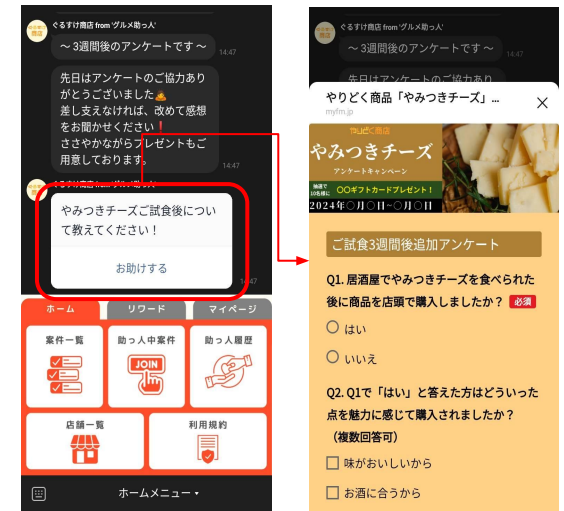 ぐるすけ商店 from 'グルメ助っ人'
～ 3週間後のアンケートです ～
14:47
先日はアンケートのご協力あり
がとうございました
差し支えなければ、改めて感想
をお聞かせください❗
ささやかながらプレゼントもご
用意しております。
14:47
ぐるすけ商店 from 'グルメ助っ人'
やみつきチーズご試食後につい
て教えてください！
お助けする
14:47
ホーム
リワード
マイページ
案件一覧
助っ人中案件
助っ人履歴
JOIN
店舗一覧
利用規約
ホームメニュー ▾
ぐるすけ商店 from 'グルメ助っ人'
～ 3週間後のアンケートです ～
14:47
先日はアンケートのご協力あり
やりどく商品「やみつきチーズ」...
myfm.jp
やりどく商店
やみつきチーズ
アンケートキャンペーン
抽選で
10名様に
〇〇ギフトカードプレゼント！
2024年〇月〇日~〇月〇日
ご試食3週間後追加アンケート
Q1. 居酒屋でやみつきチーズを食べられた
後に商品を店頭で購入しましたか？ 必須
はい
いいえ
Q2. Q1で「はい」と答えた方はどういった
点を魅力に感じて購入されましたか？
（複数回答可）
味がおいしいから
お酒に合うから